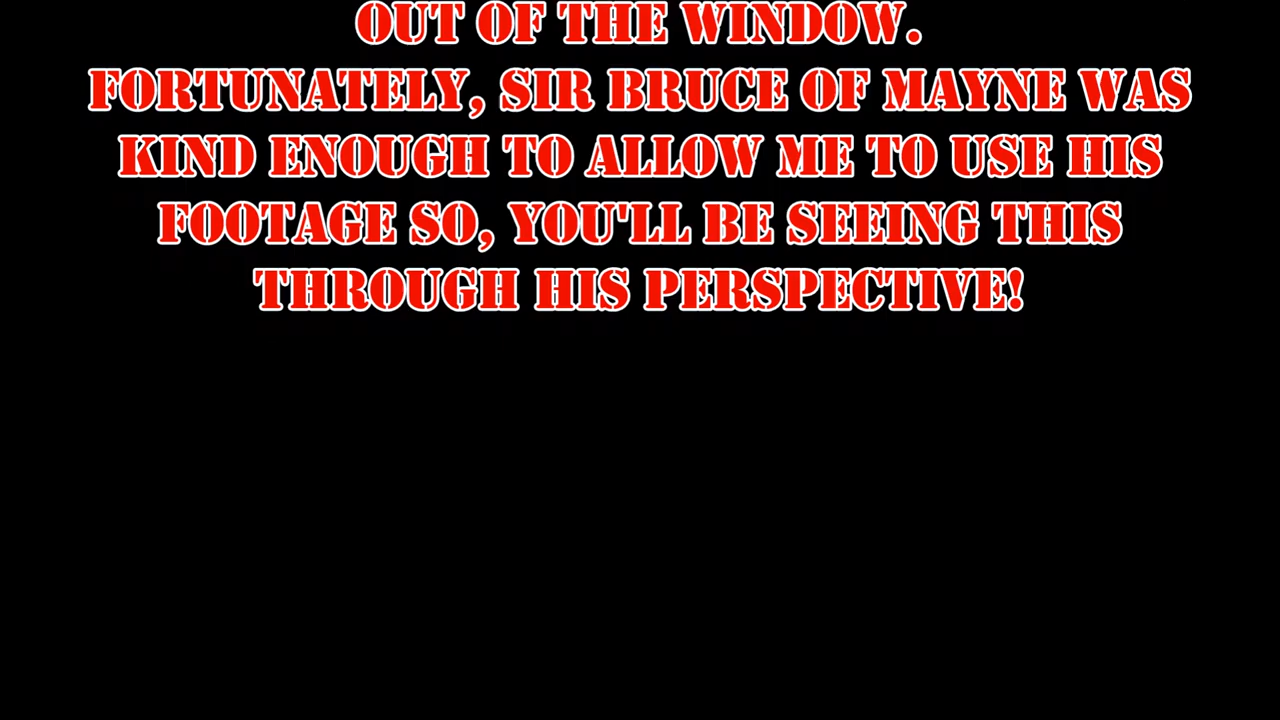 OUT OF THE WINDOW.
FORTUNATELY, SIR BRUCE OF MAYNE WAS
KIND ENOUGH TO ALLOW ME TO USE HIS
FOOTAGE SO, YOU'LL BE SEEING THIS
THROUGH HIS PERSPECTIVE!